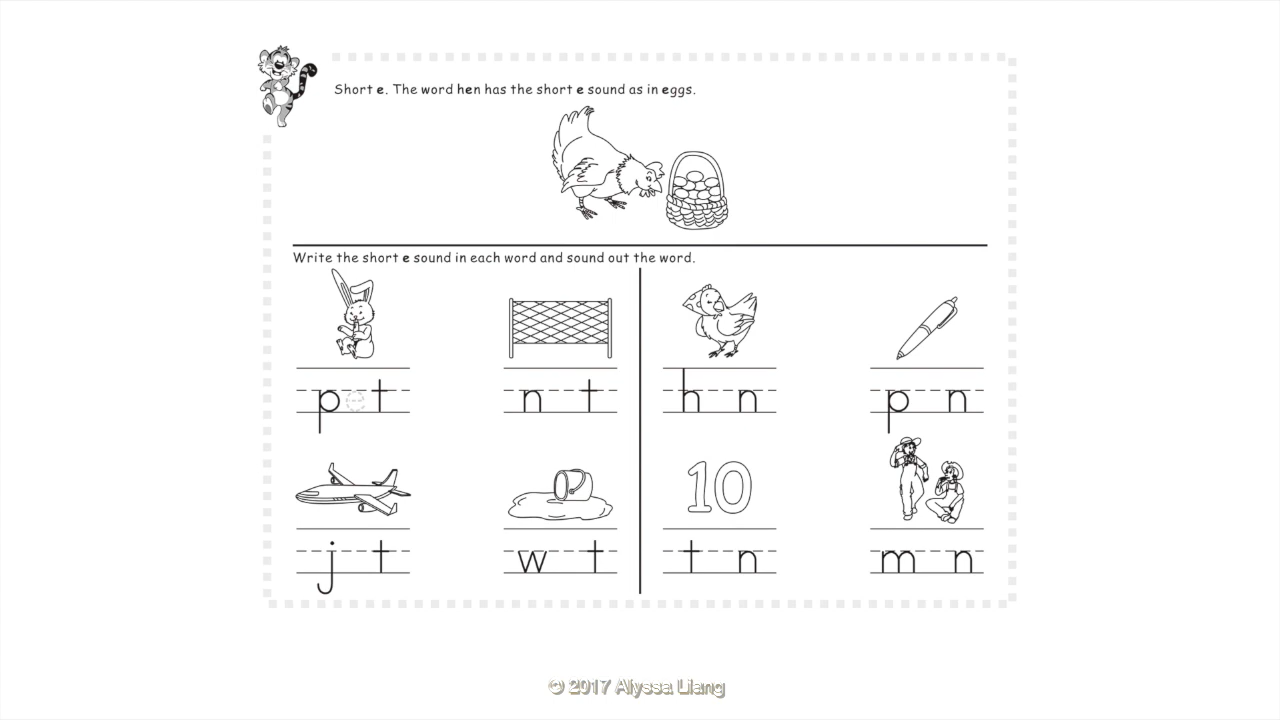 Short e. The word hen has the short e sound as in eggs.
Write the short e sound in each word and sound out the word.
p e t
n t
h n
p n
j t
w t
10
t n
m n
© 2017 Alyssa Liang